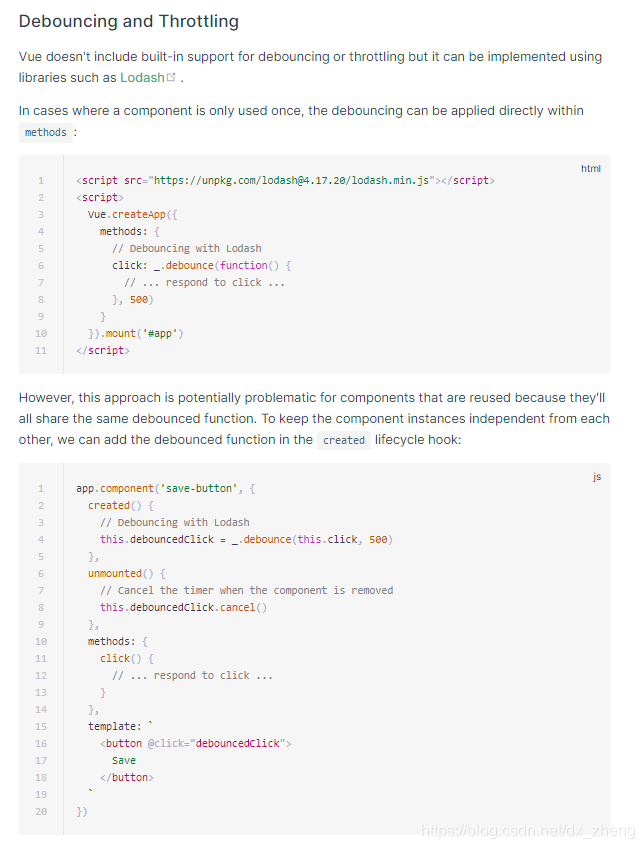 Debouncing and Throttling
Vue doesn't include built-in support for debouncing or throttling but it can be implemented using
libraries such as Lodash .
In cases where a component is only used once, the debouncing can be applied directly within
methods :
html
1 <script src="https://unpkg.com/lodash@4.17.20/lodash.min.js"></script>
2 <script>
3 Vue.createApp({
4 methods: {
5 // Debouncing with Lodash
6 click: _.debounce(function() {
7 // ... respond to click ...
8 }, 500)
9 }
10 }).mount('#app')
11 </script>
However, this approach is potentially problematic for components that are reused because they'll
all share the same debounced function. To keep the component instances independent from each
other, we can add the debounced function in the created lifecycle hook:
js
1 app.component('save-button', {
2 created() {
3 // Debouncing with Lodash
4 this.debouncedClick = _.debounce(this.click, 500)
5 },
6 unmounted() {
7 // Cancel the timer when the component is removed
8 this.debouncedClick.cancel()
9 },
10 methods: {
11 click() {
12 // ... respond to click ...
13 }
14 },
15 template: `
16 <button @click="debouncedClick">
17 Save
18 </button>
19 `
20 })
https://blog.csdn.net/dx_zheng